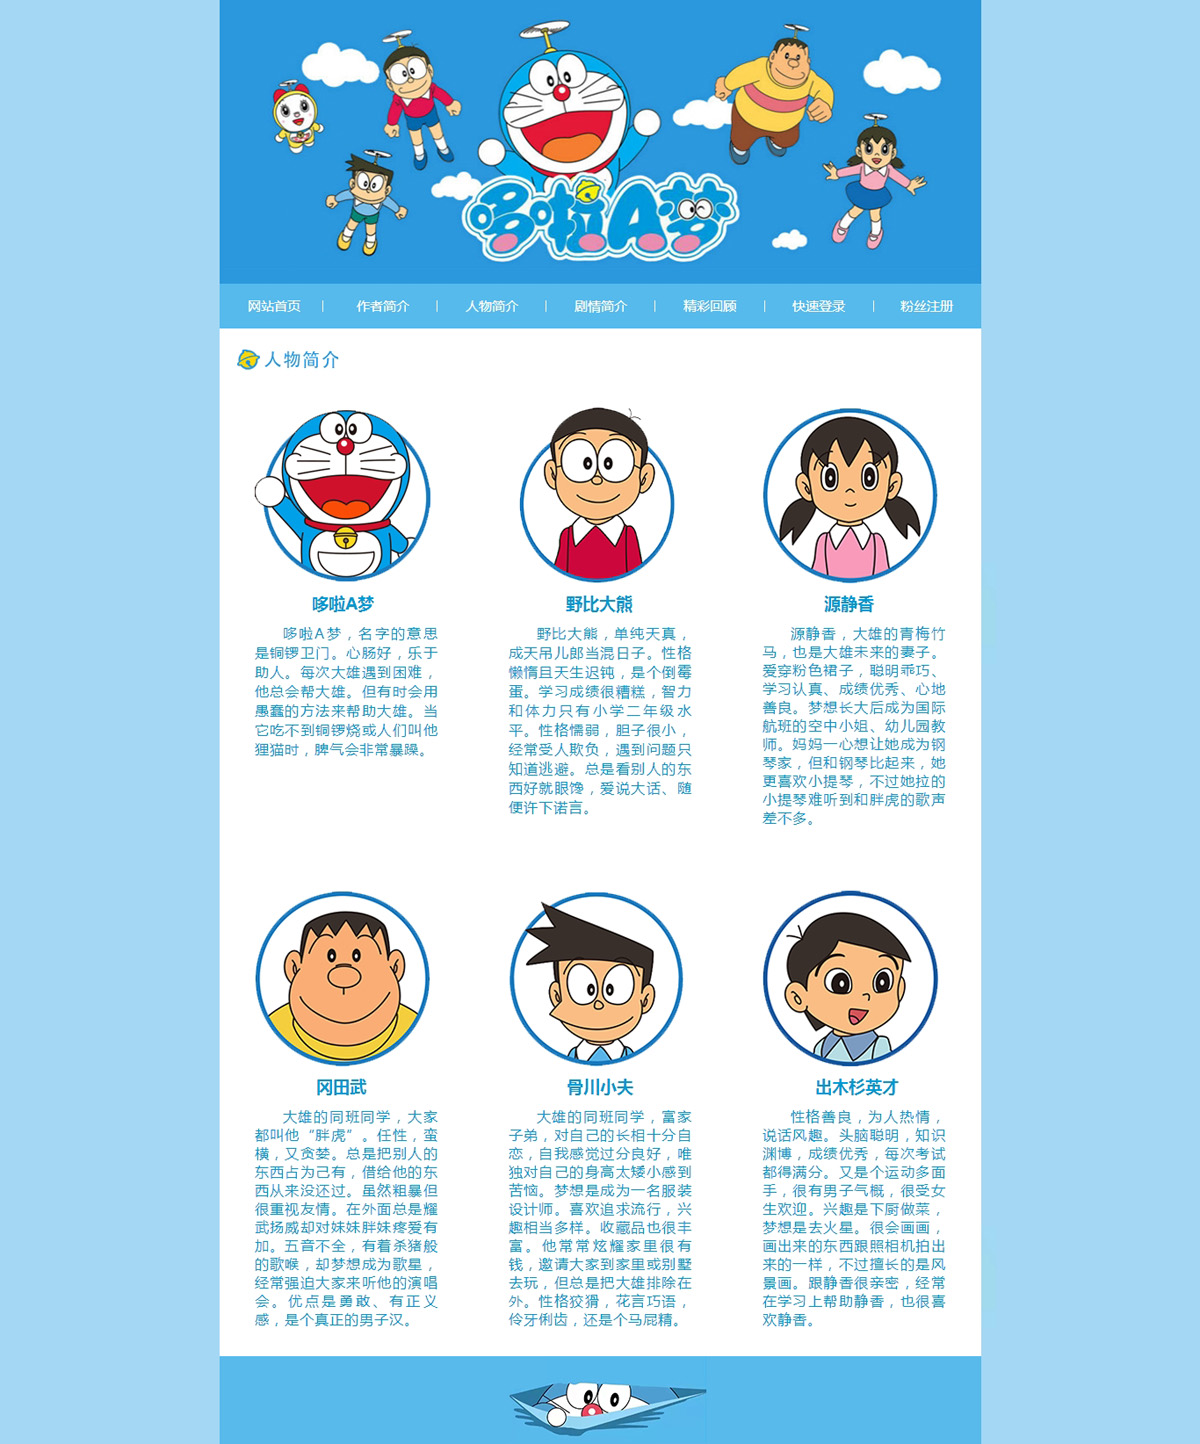 哆啦A梦
网站首页 | 作者简介 | 人物简介 | 剧情简介 | 精彩回顾 | 快速登录 | 粉丝注册
人物简介
哆啦A梦
哆啦A梦，名字的意思
是铜锣卫门。心肠好，乐于
助人。每次大雄遇到困难，
他总会帮大雄。但有时会用
愚蠢的方法来帮助大雄。当
它吃不到铜锣烧或人们叫他
狸猫时，脾气会非常暴躁。
野比大熊
野比大熊，单纯天真，
成天吊儿郎当混日子。性格
懒惰且天生迟钝，是个倒霉
蛋。学习成绩很糟糕，智力
和体力只有小学二年级水
平。性格懦弱，胆子很小，
经常受人欺负，遇到问题只
知道逃避。总是看别人的东
西好就眼馋，爱说大话、随
便许下诺言。
源静香
源静香，大雄的青梅竹
马，也是大雄未来的妻子。
爱穿粉色裙子，聪明乖巧、
学习认真、成绩优秀、心地
善良。梦想长大后成为国际
航班的空中小姐、幼儿园教
师。妈妈一心想让她成为钢
琴家，但和钢琴比起来，她
更喜欢小提琴，不过她拉的
小提琴难听到和胖虎的歌声
差不多。
冈田武
大雄的同班同学，大家
都叫他“胖虎”。任性，蛮
横，又贪婪。总是把别人的
东西占为己有，借给他的东
西从来没还过。虽然粗暴但
很重视友情。在外面总是耀
武扬威却对妹妹胖妹疼爱有
加。五音不全，有着杀猪般
的歌喉，却梦想成为歌星，
经常强迫大家来听他的演唱
会。优点是勇敢、有正义
感，是个真正的男子汉。
骨川小夫
大雄的同班同学，富家
子弟，对自己的长相十分自
恋，自我感觉过分良好，唯
独对自己的身高太矮小感到
苦恼。梦想是成为一名服装
设计师。喜欢追求流行，兴
趣相当多样。收藏品也很丰
富。他常常炫耀家里很有
钱，邀请大家到家里或别墅
去玩，但总是把大雄排除在
外。性格狡猾，花言巧语，
伶牙俐齿，还是个马屁精。
出木杉英才
性格善良，为人热情，
说话风趣。头脑聪明，知识
渊博，成绩优秀，每次考试
都得满分。又是个运动多面
手，很有男子气概，很受女
生欢迎。兴趣是下厨做菜，
梦想是去火星。很会画画，
画出来的东西跟照相机拍出
来的一样，不过擅长的是风
景画。跟静香很亲密，经常
在学习上帮助静香，也很喜
欢静香。